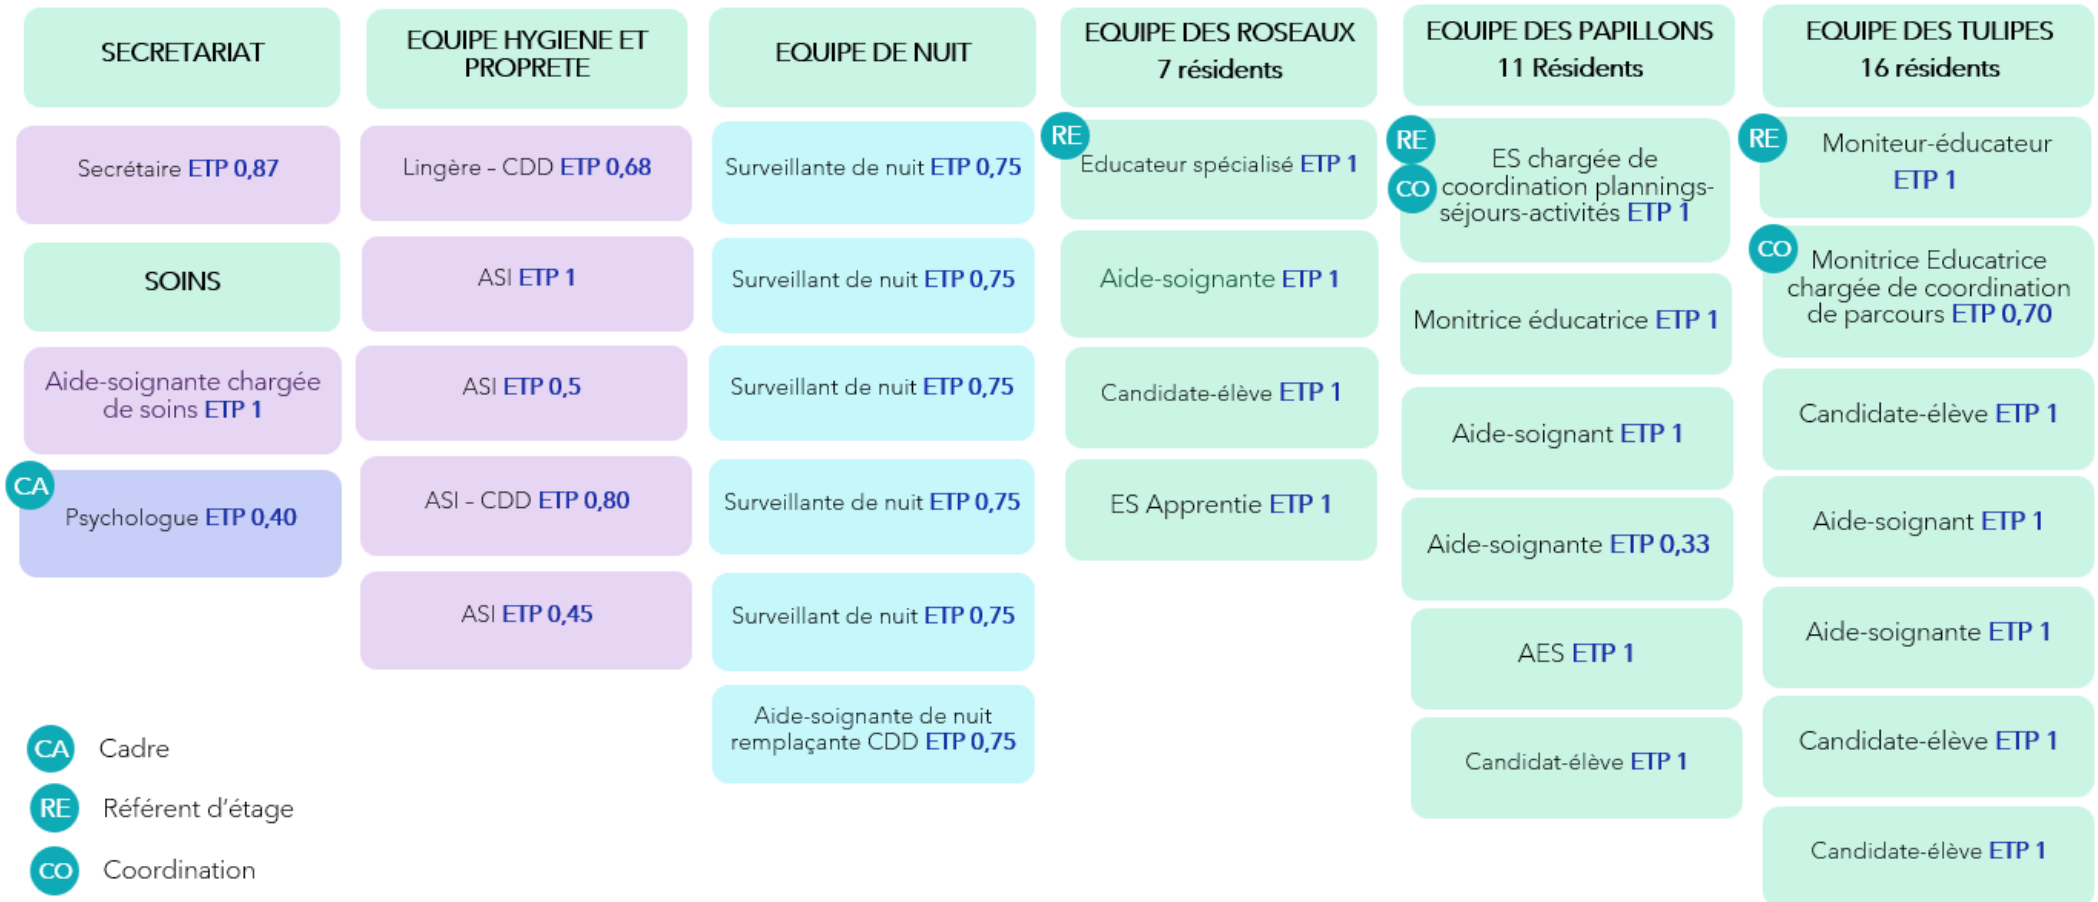 SECRETARIAT
Secrétaire ETP 0,87
SOINS
Aide-soignante chargée
de soins ETP 1
CA
Psychologue ETP 0,40
EQUIPE HYGIENE ET
PROPRETE
Lingère - CDD ETP 0,68
ASI ETP 1
ASI ETP 0,5
ASI - CDD ETP 0,80
ASI ETP 0,45
EQUIPE DE NUIT
Surveillante de nuit ETP 0,75
Surveillant de nuit ETP 0,75
Surveillant de nuit ETP 0,75
Surveillante de nuit ETP 0,75
Surveillant de nuit ETP 0,75
Aide-soignante de nuit
remplaçante CDD ETP 0,75
EQUIPE DES ROSEAUX
7 résidents
RE
Educateur spécialisé ETP 1
Aide-soignante ETP 1
Candidate-élève ETP 1
ES Apprentie ETP 1
EQUIPE DES PAPILLONS
11 Résidents
RE
CO
ES chargée de
coordination plannings-
séjours-activités ETP 1
Monitrice éducatrice ETP 1
Aide-soignant ETP 1
Aide-soignante ETP 0,33
AES ETP 1
Candidat-élève ETP 1
EQUIPE DES TULIPES
16 résidents
RE
Moniteur-éducateur
ETP 1
CO
Monitrice Educatrice
chargée de coordination
de parcours ETP 0,70
Candidate-élève ETP 1
Aide-soignant ETP 1
Aide-soignante ETP 1
Candidate-élève ETP 1
Candidate-élève ETP 1
CA Cadre
RE Référent d'étage
CO Coordination